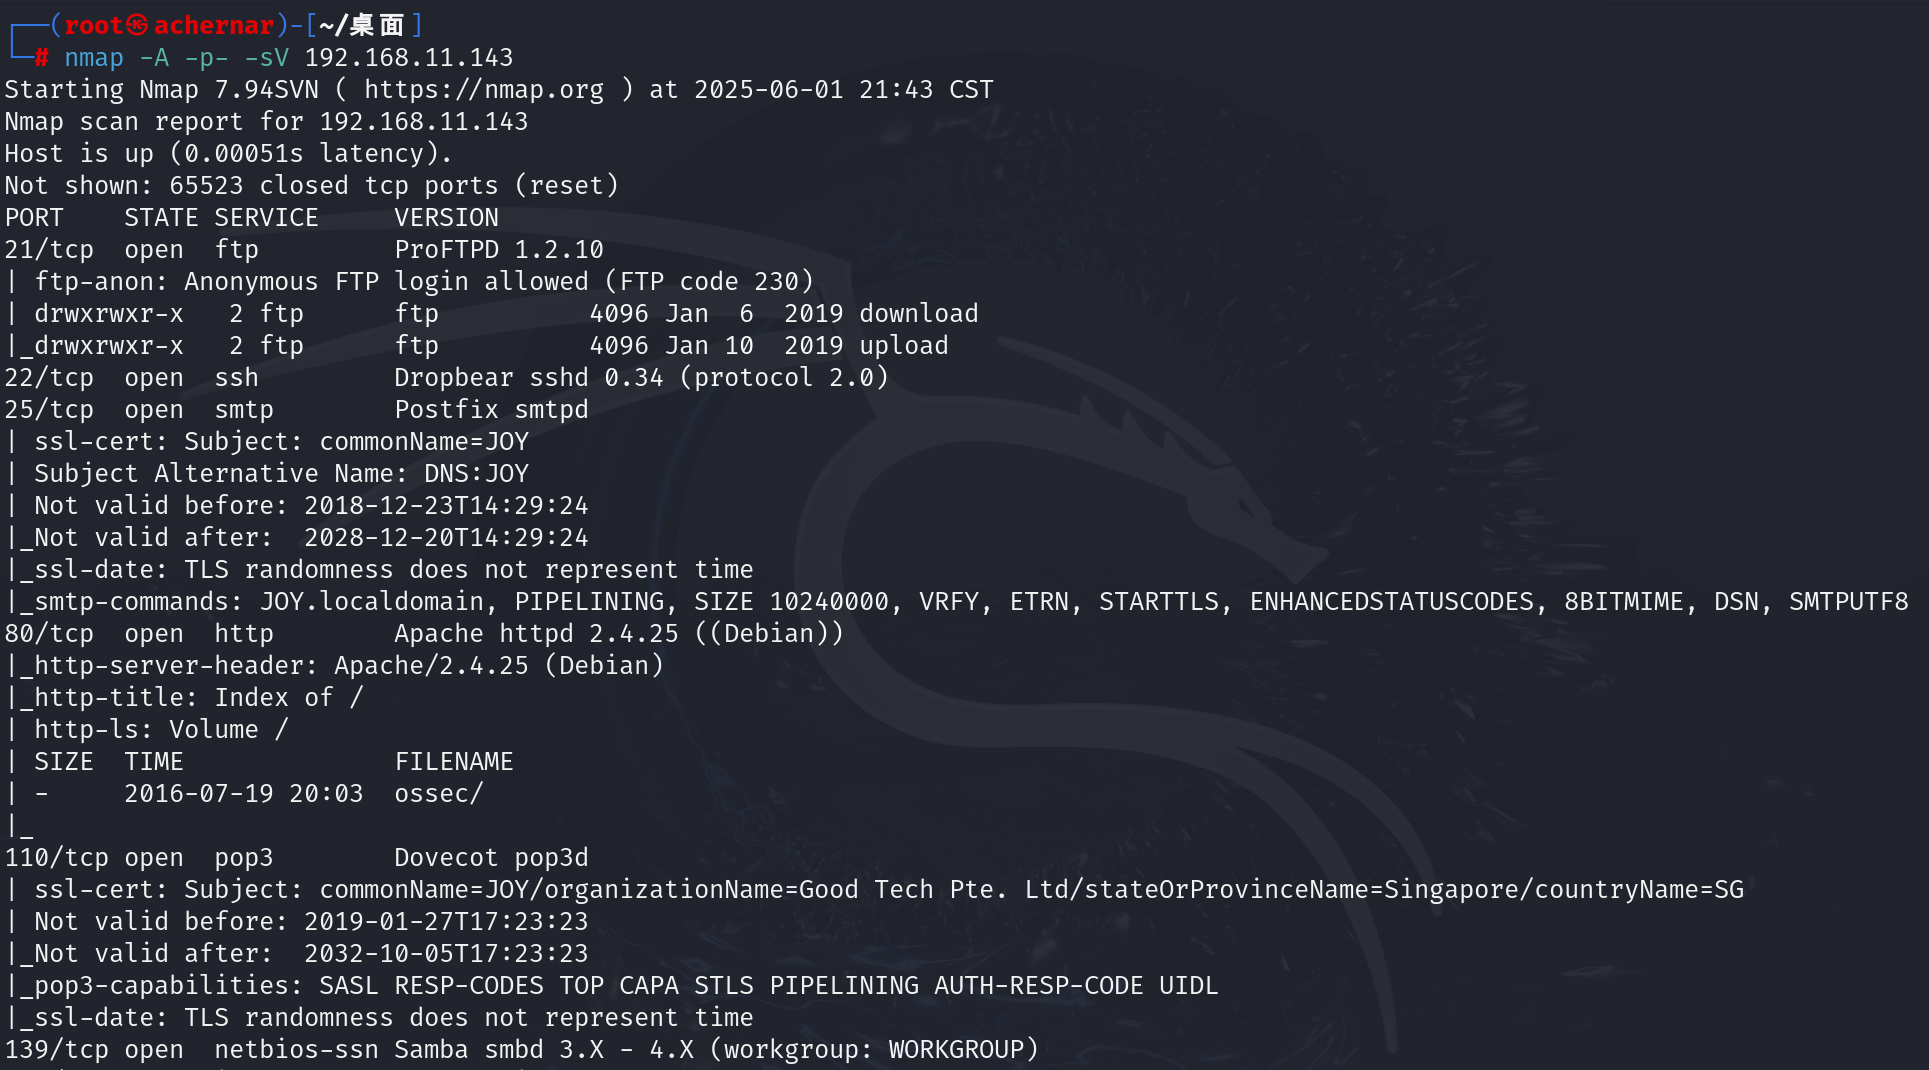 ┌──(root㉿achernar)-[~/桌面]
└─# nmap -A -p- -sV 192.168.11.143
Starting Nmap 7.94SVN ( https://nmap.org ) at 2025-06-01 21:43 CST
Nmap scan report for 192.168.11.143
Host is up (0.00051s latency).
Not shown: 65523 closed tcp ports (reset)
PORT    STATE SERVICE     VERSION
21/tcp  open  ftp         ProFTPD 1.2.10
| ftp-anon: Anonymous FTP login allowed (FTP code 230)
| drwxrwxr-x   2 ftp      ftp          4096 Jan  6  2019 download
|_drwxrwxr-x   2 ftp      ftp          4096 Jan 10  2019 upload
22/tcp  open  ssh         Dropbear sshd 0.34 (protocol 2.0)
25/tcp  open  smtp        Postfix smtpd
| ssl-cert: Subject: commonName=JOY
| Subject Alternative Name: DNS:JOY
| Not valid before: 2018-12-23T14:29:24
|_Not valid after:  2028-12-20T14:29:24
|_ssl-date: TLS randomness does not represent time
|_smtp-commands: JOY.localdomain, PIPELINING, SIZE 10240000, VRFY, ETRN, STARTTLS, ENHANCEDSTATUSCODES, 8BITMIME, DSN, SMTPUTF8
80/tcp  open  http        Apache httpd 2.4.25 ((Debian))
|_http-server-header: Apache/2.4.25 (Debian)
|_http-title: Index of /
| http-ls: Volume /
| SIZE  TIME              FILENAME
| -     2016-07-19 20:03  ossec/
|_
110/tcp open  pop3        Dovecot pop3d
| ssl-cert: Subject: commonName=JOY/organizationName=Good Tech Pte. Ltd/stateOrProvinceName=Singapore/countryName=SG
| Not valid before: 2019-01-27T17:23:23
|_Not valid after:  2032-10-05T17:23:23
|_pop3-capabilities: SASL RESP-CODES TOP CAPA STLS PIPELINING AUTH-RESP-CODE UIDL
|_ssl-date: TLS randomness does not represent time
139/tcp open  netbios-ssn Samba smbd 3.X - 4.X (workgroup: WORKGROUP)